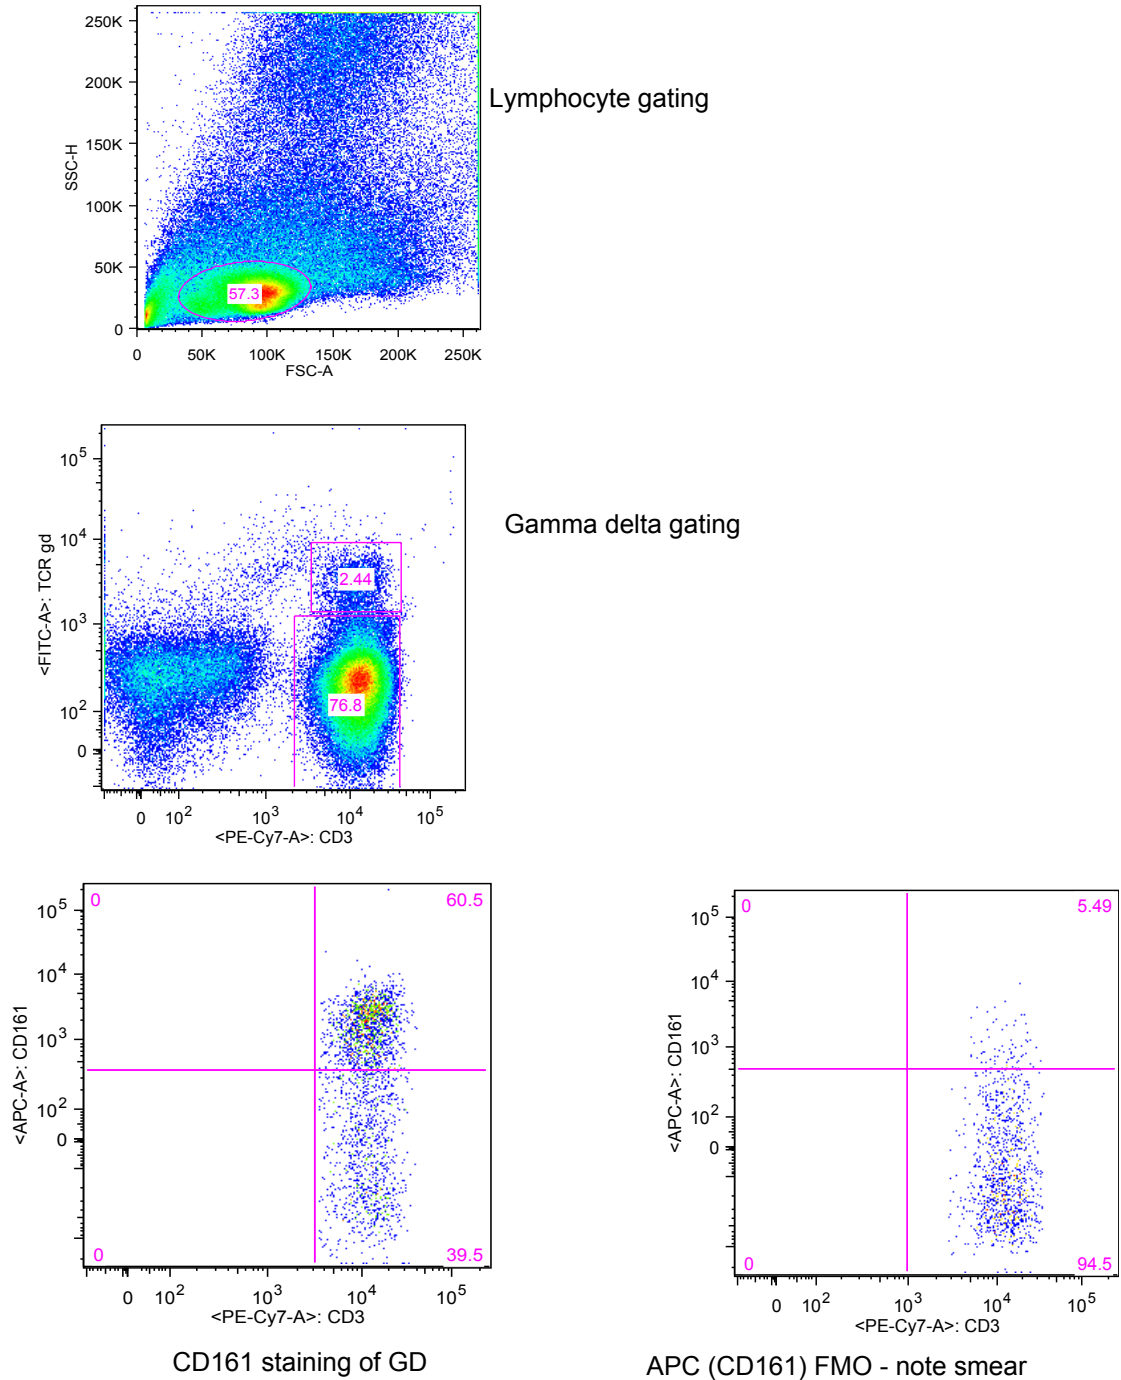 250K
200K
150K
100K
50K
0
SSC-H
57.3
0 50K 100K 150K 200K 250K
FSC-A
Lymphocyte gating
10^5
10^4
10^3
10^2
0
<FITC-A>: TCR gd
2.44
76.8
0 10^2 10^3 10^4 10^5
<PE-Cy7-A>: CD3
Gamma delta gating
0 60.5
10^5
10^4
10^3
10^2
0
<APC-A>: CD161
0 39.5
0 10^2 10^3 10^4 10^5
<PE-Cy7-A>: CD3
CD161 staining of GD
0 5.49
10^5
10^4
10^3
10^2
0
<APC-A>: CD161
0 94.5
0 10^2 10^3 10^4 10^5
<PE-Cy7-A>: CD3
APC (CD161) FMO - note smear